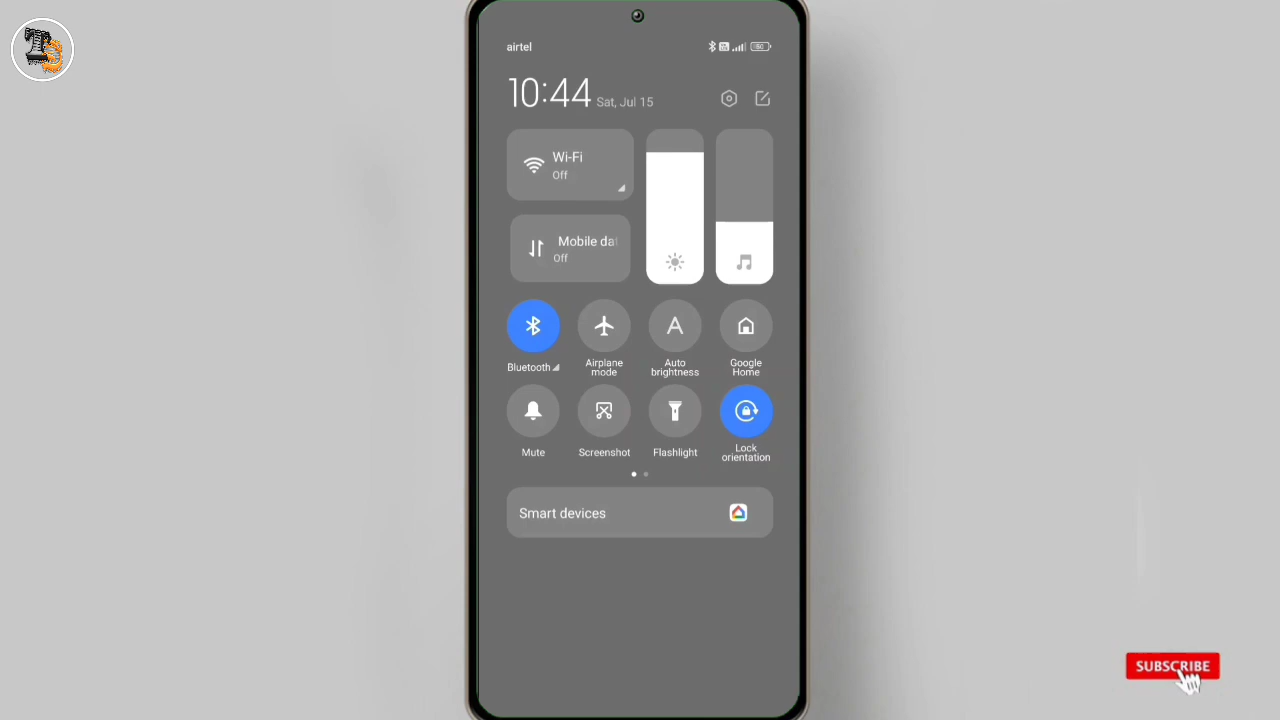 TS
airtel
10:44 Sat, Jul 15
Wi-Fi
Off
Mobile da
Off
Bluetooth
Airplane
mode
A
Auto
brightness
Google
Home
Mute
Screenshot
Flashlight
Lock
orientation
Smart devices
SUBSCRIBE